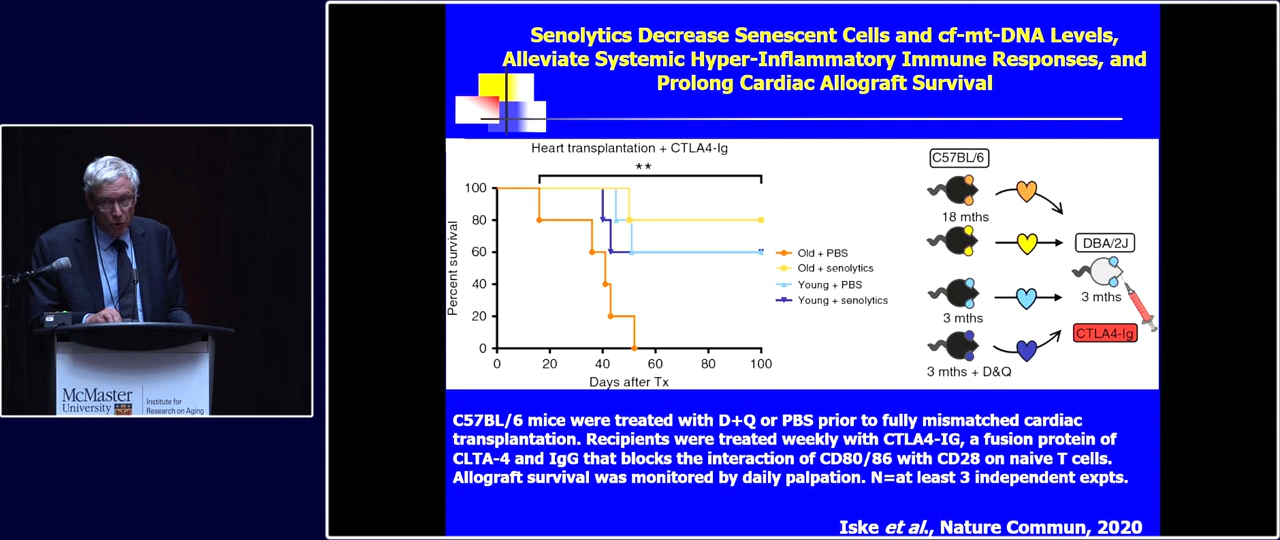 Senolytics Decrease Senescent Cells and cf-mt-DNA Levels,
Alleviate Systemic Hyper-Inflammatory Immune Responses, and
Prolong Cardiac Allograft Survival
Heart transplantation + CTLA4-Ig
**
Percent survival
100
80
60
40
20
0
0 20 40 60 80 100
Days after Tx
Old + PBS
Old + senolytics
Young + PBS
Young + senolytics
C57BL/6
18 mths
3 mths
3 mths + D&Q
DBA/2J
3 mths
CTLA4-Ig
C57BL/6 mice were treated with D+Q or PBS prior to fully mismatched cardiac
transplantation. Recipients were treated weekly with CTLA4-IG, a fusion protein of
CLTA-4 and IgG that blocks the interaction of CD80/86 with CD28 on naive T cells.
Allograft survival was monitored by daily palpation. N=at least 3 independent expts.
Iske et al., Nature Commun, 2020
McMaster
University
Institute for
Research on Aging